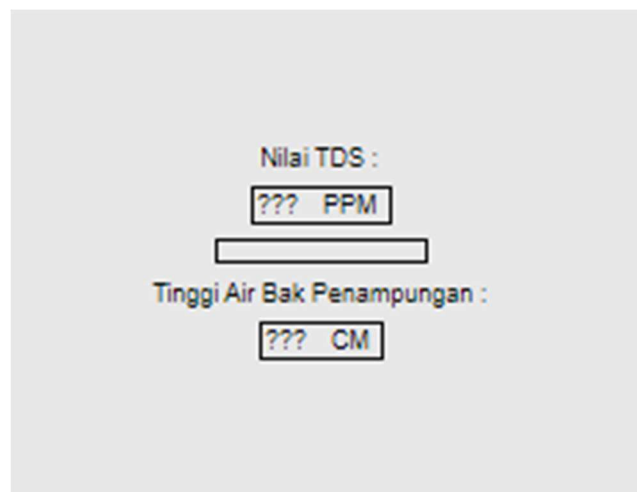 Nilai TDS :
??? PPM
Tinggi Air Bak Penampungan :
??? CM